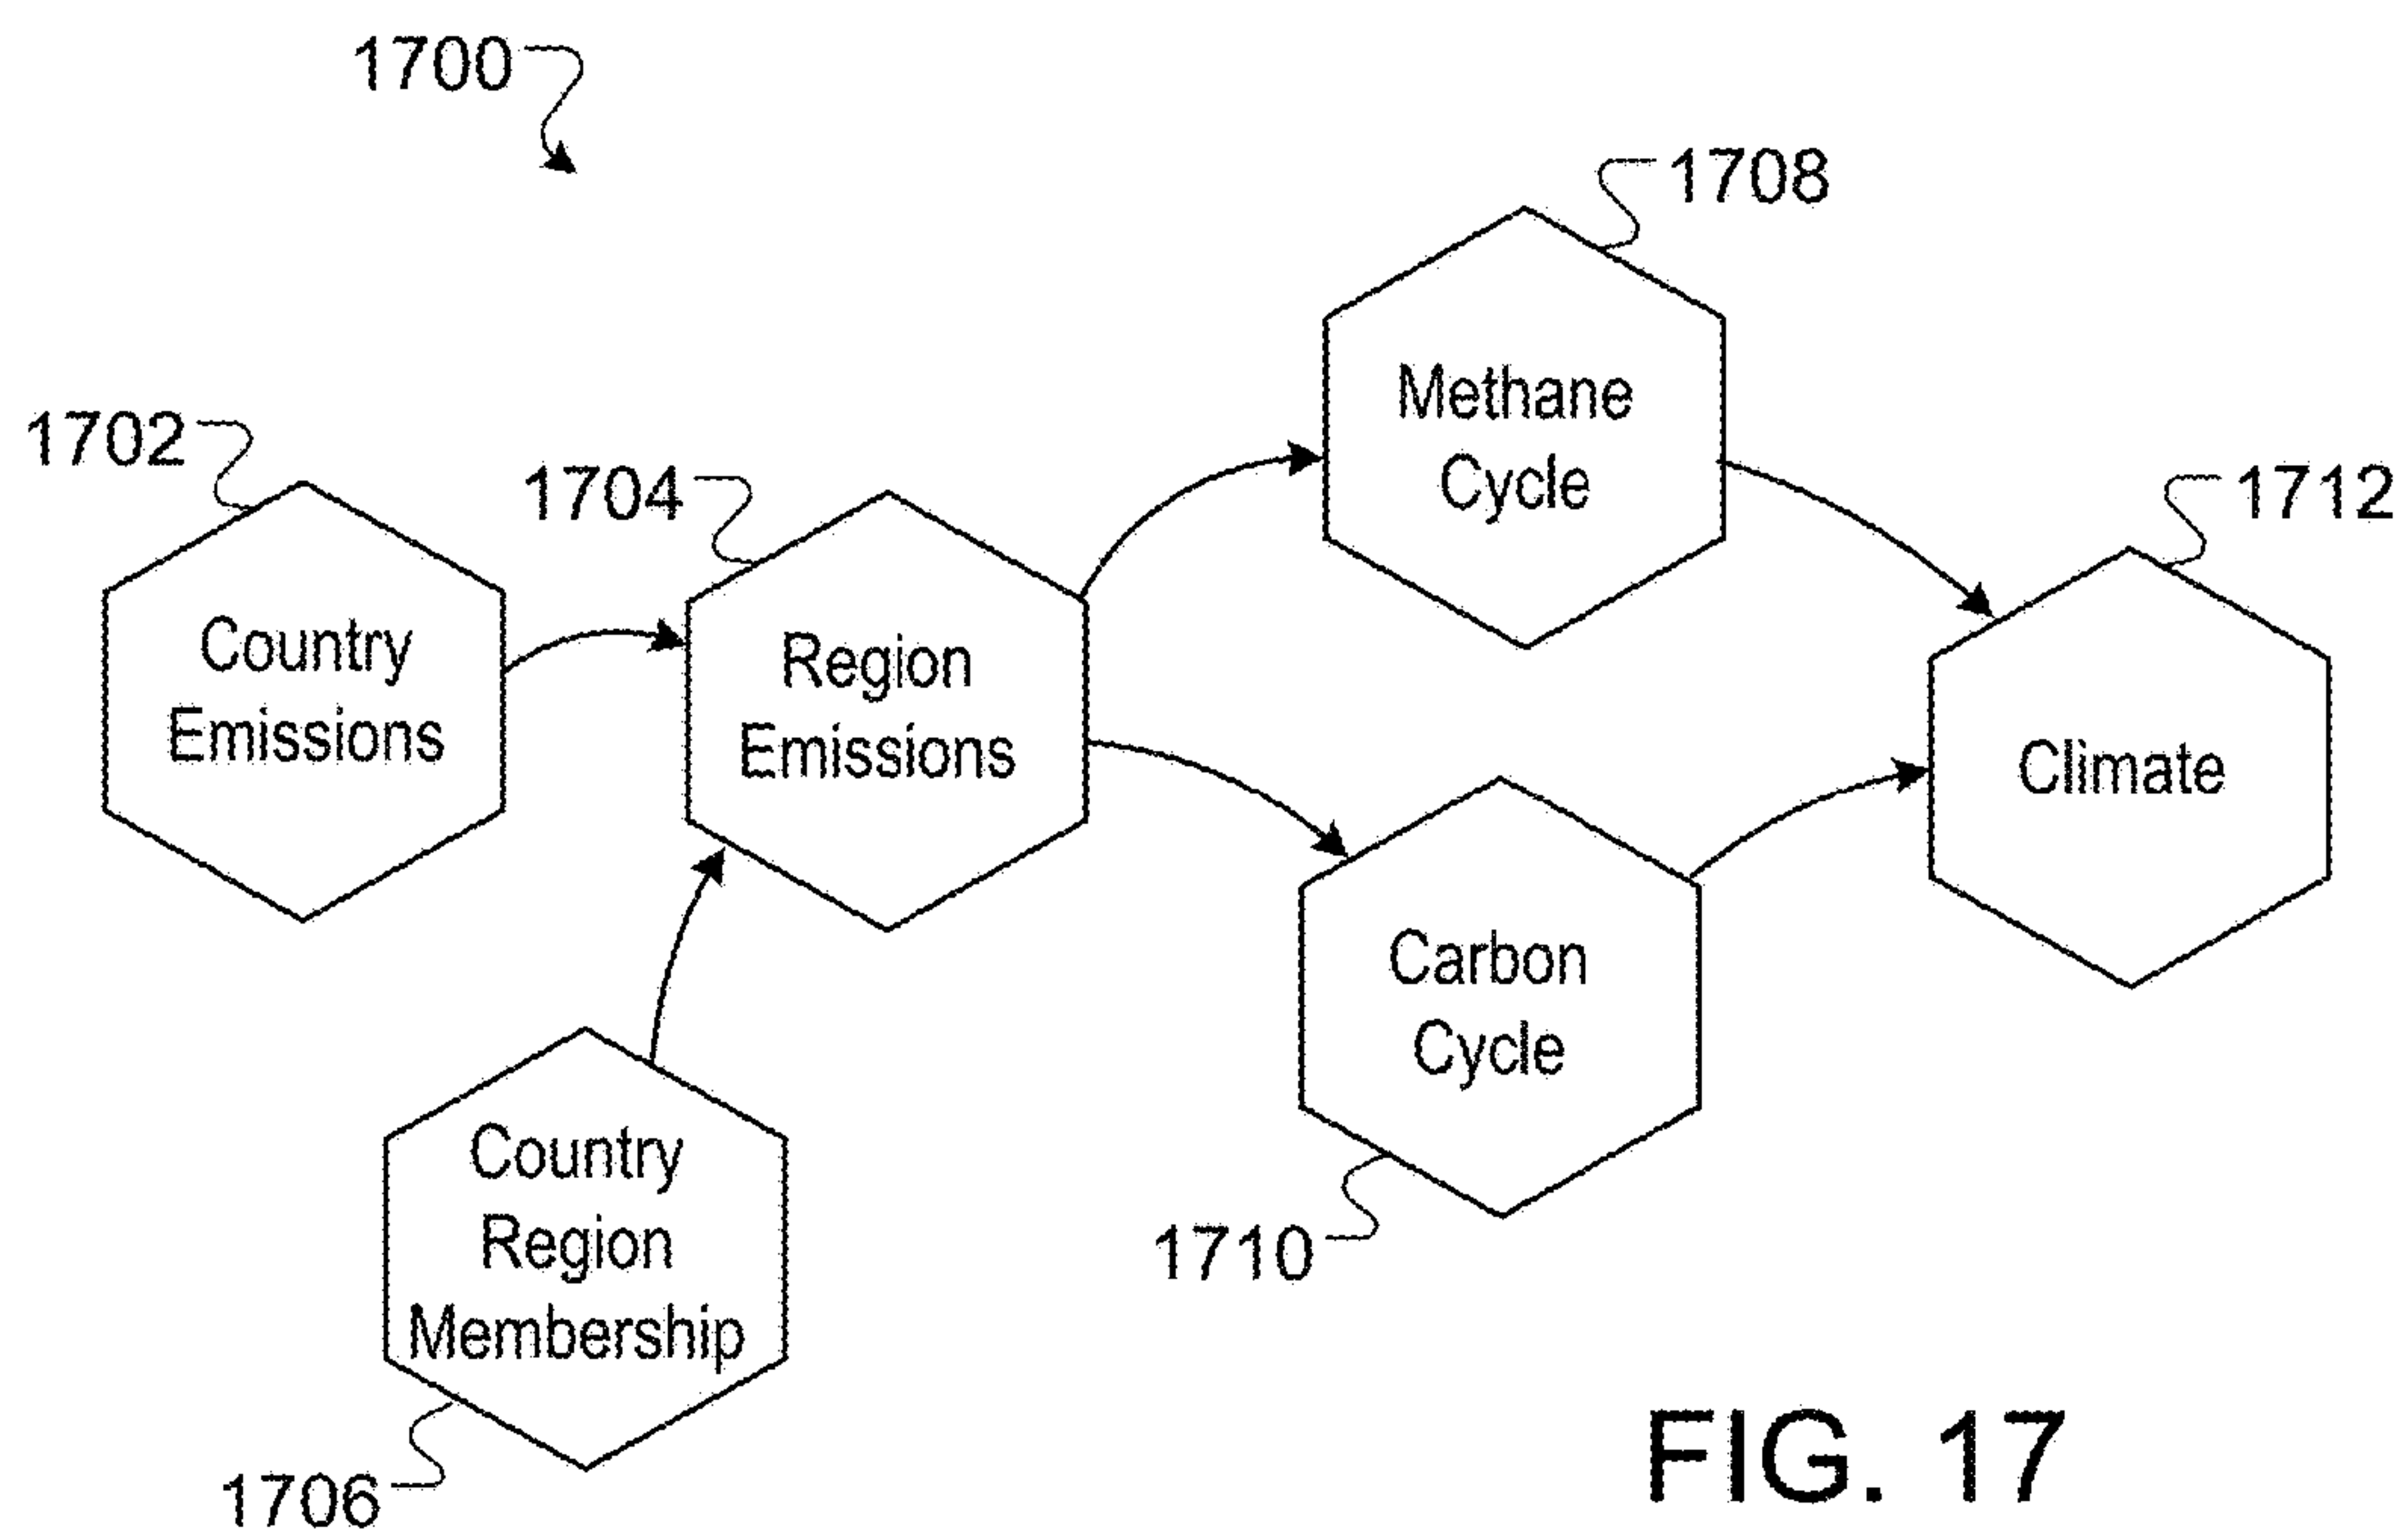 1700
1708
1702
1704
1712
Methane
Cycle
Country
Emissions
Region
Emissions
Climate
Carbon
Cycle
Country
Region
Membership
1710
1706
FIG. 17